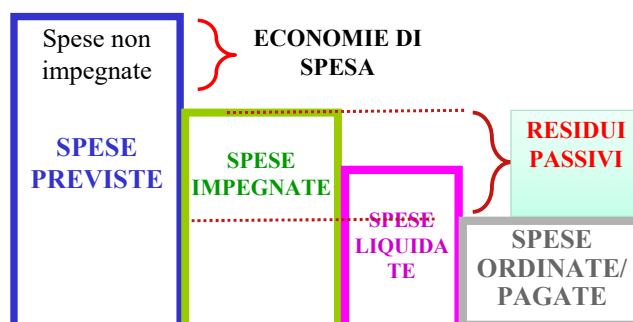 Spese non
impegnate
ECONOMIE DI
SPESA
SPESE
PREVISTE
SPESE
IMPEGNATE
SPESE
LIQUIDA
TE
RESIDUI
PASSIVI
SPESE
ORDINATE/
PAGATE